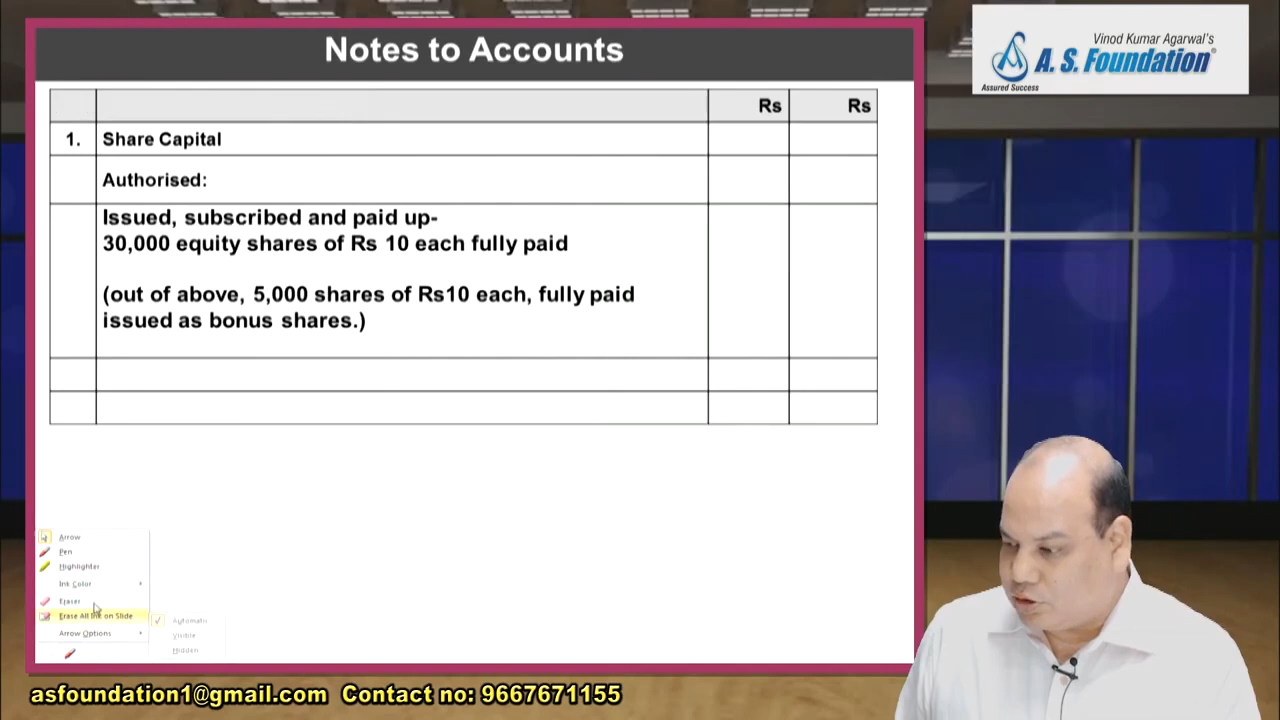 Notes to Accounts
Vinod Kumar Agarwal's
A. S. Foundation
Assured Success
Rs Rs
1. Share Capital
Authorised:
Issued, subscribed and paid up-
30,000 equity shares of Rs 10 each fully paid
(out of above, 5,000 shares of Rs10 each, fully paid
issued as bonus shares.)
Arrow
Pen
Highlighter
Ink Color
Eraser
Erase All Ink on Slide
Automatic
Arrow Options
Visible
Hidden
asfoundation1@gmail.com Contact no: 9667671155